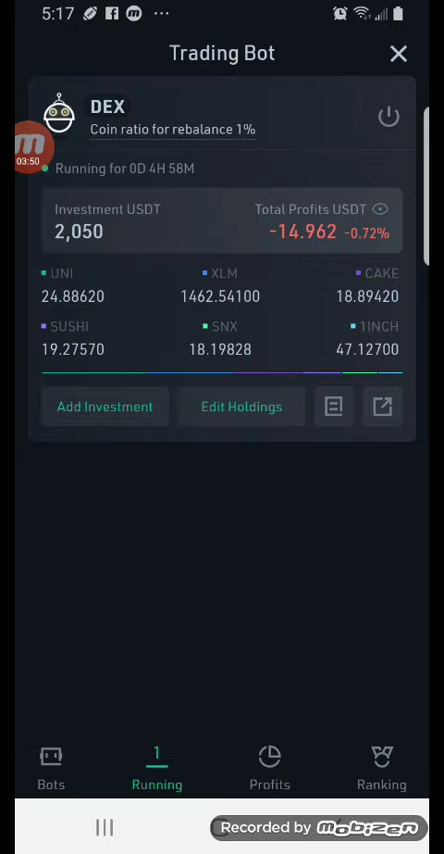 5:17
Trading Bot
DEX
Coin ratio for rebalance 1%
03:50
Running for 0D 4H 58M
Investment USDT
Total Profits USDT
2,050
-14.962 -0.72%
UNI
XLM
CAKE
24.88620
1462.54100
18.89420
SUSHI
SNX
1INCH
19.27570
18.19828
47.12700
Add Investment
Edit Holdings
1
Bots
Running
Profits
Ranking
Recorded by mobizen